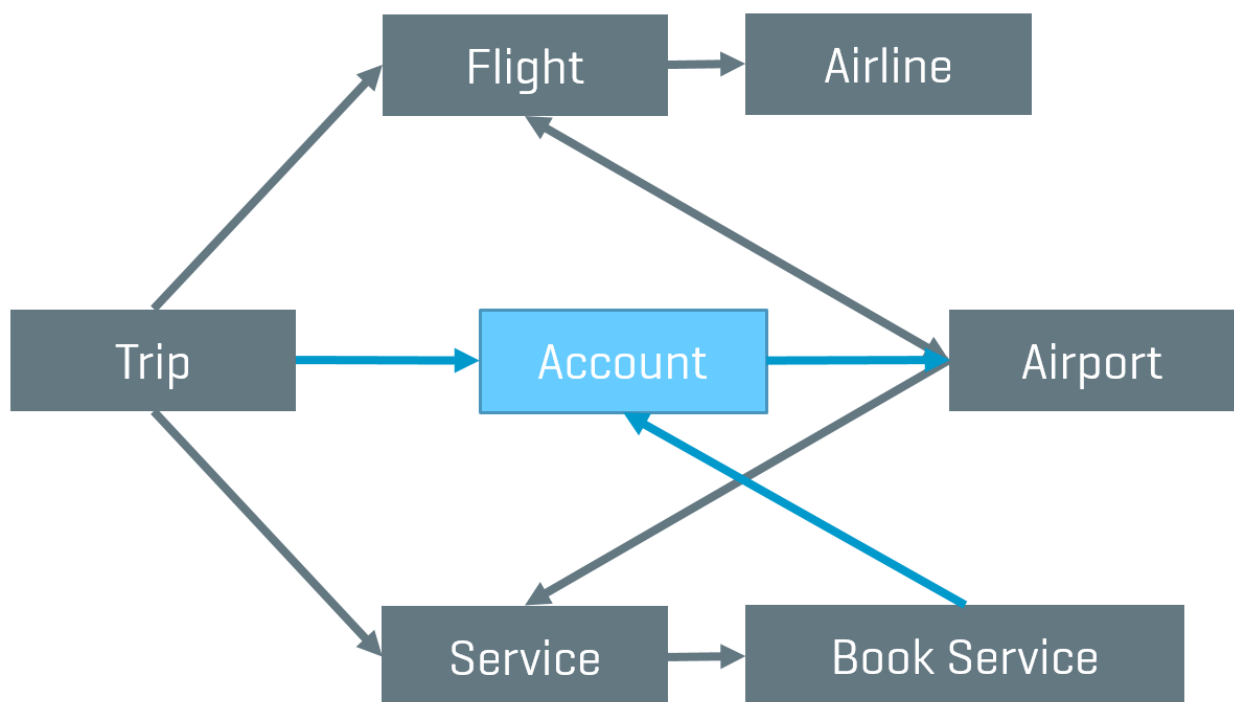 Flight
Airline
Trip
Account
Airport
Service
Book Service